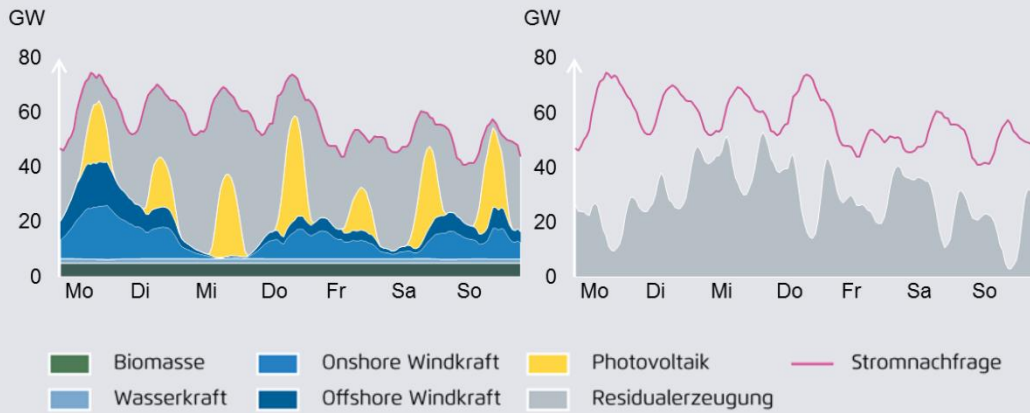 GW
80
60
40
20
0
Mo Di Mi Do Fr Sa So
GW
80
60
40
20
0
Mo Di Mi Do Fr Sa So
Biomasse Onshore Windkraft Photovoltaik Stromnachfrage
Wasserkraft Offshore Windkraft Residualerzeugung